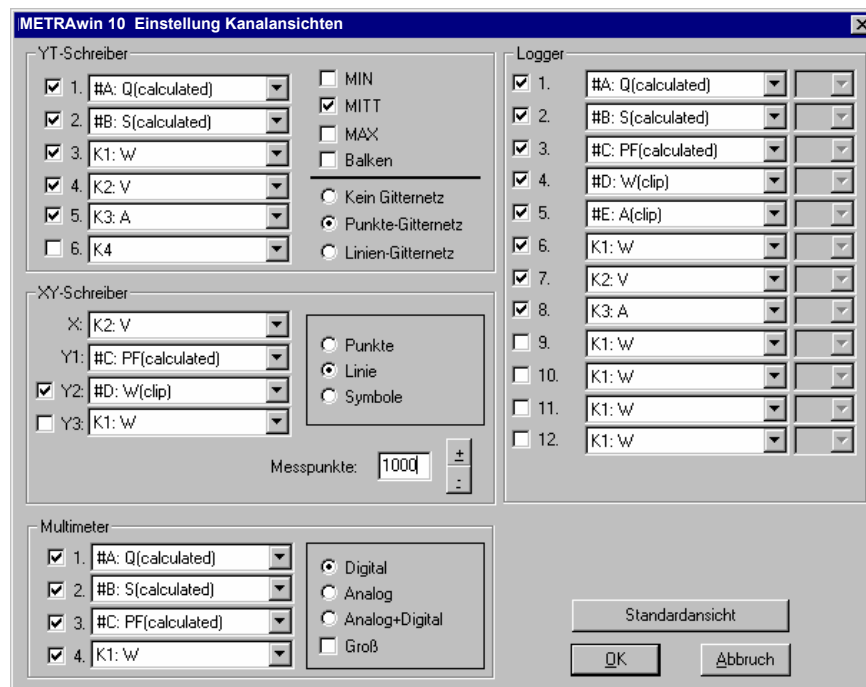 METRAwin 10 Einstellung Kanalansichten
YT-Schreiber
1. #A: Q(calculated)
2. #B: S(calculated)
3. K1: W
4. K2: V
5. K3: A
6. K4
MIN
MITT
MAX
Balken
Kein Gitternetz
Punkte-Gitternetz
Linien-Gitternetz
XY-Schreiber
X: K2: V
Y1: #C: PF(calculated)
Y2: #D: W(clip)
Y3: K1: W
Punkte
Linie
Symbole
Messpunkte: 1000
+
-
Multimeter
1. #A: Q(calculated)
2. #B: S(calculated)
3. #C: PF(calculated)
4. K1: W
Digital
Analog
Analog+Digital
Groß
Logger
1. #A: Q(calculated)
2. #B: S(calculated)
3. #C: PF(calculated)
4. #D: W(clip)
5. #E: A(clip)
6. K1: W
7. K2: V
8. K3: A
9. K1: W
10. K1: W
11. K1: W
12. K1: W
Standardansicht
OK
Abbruch